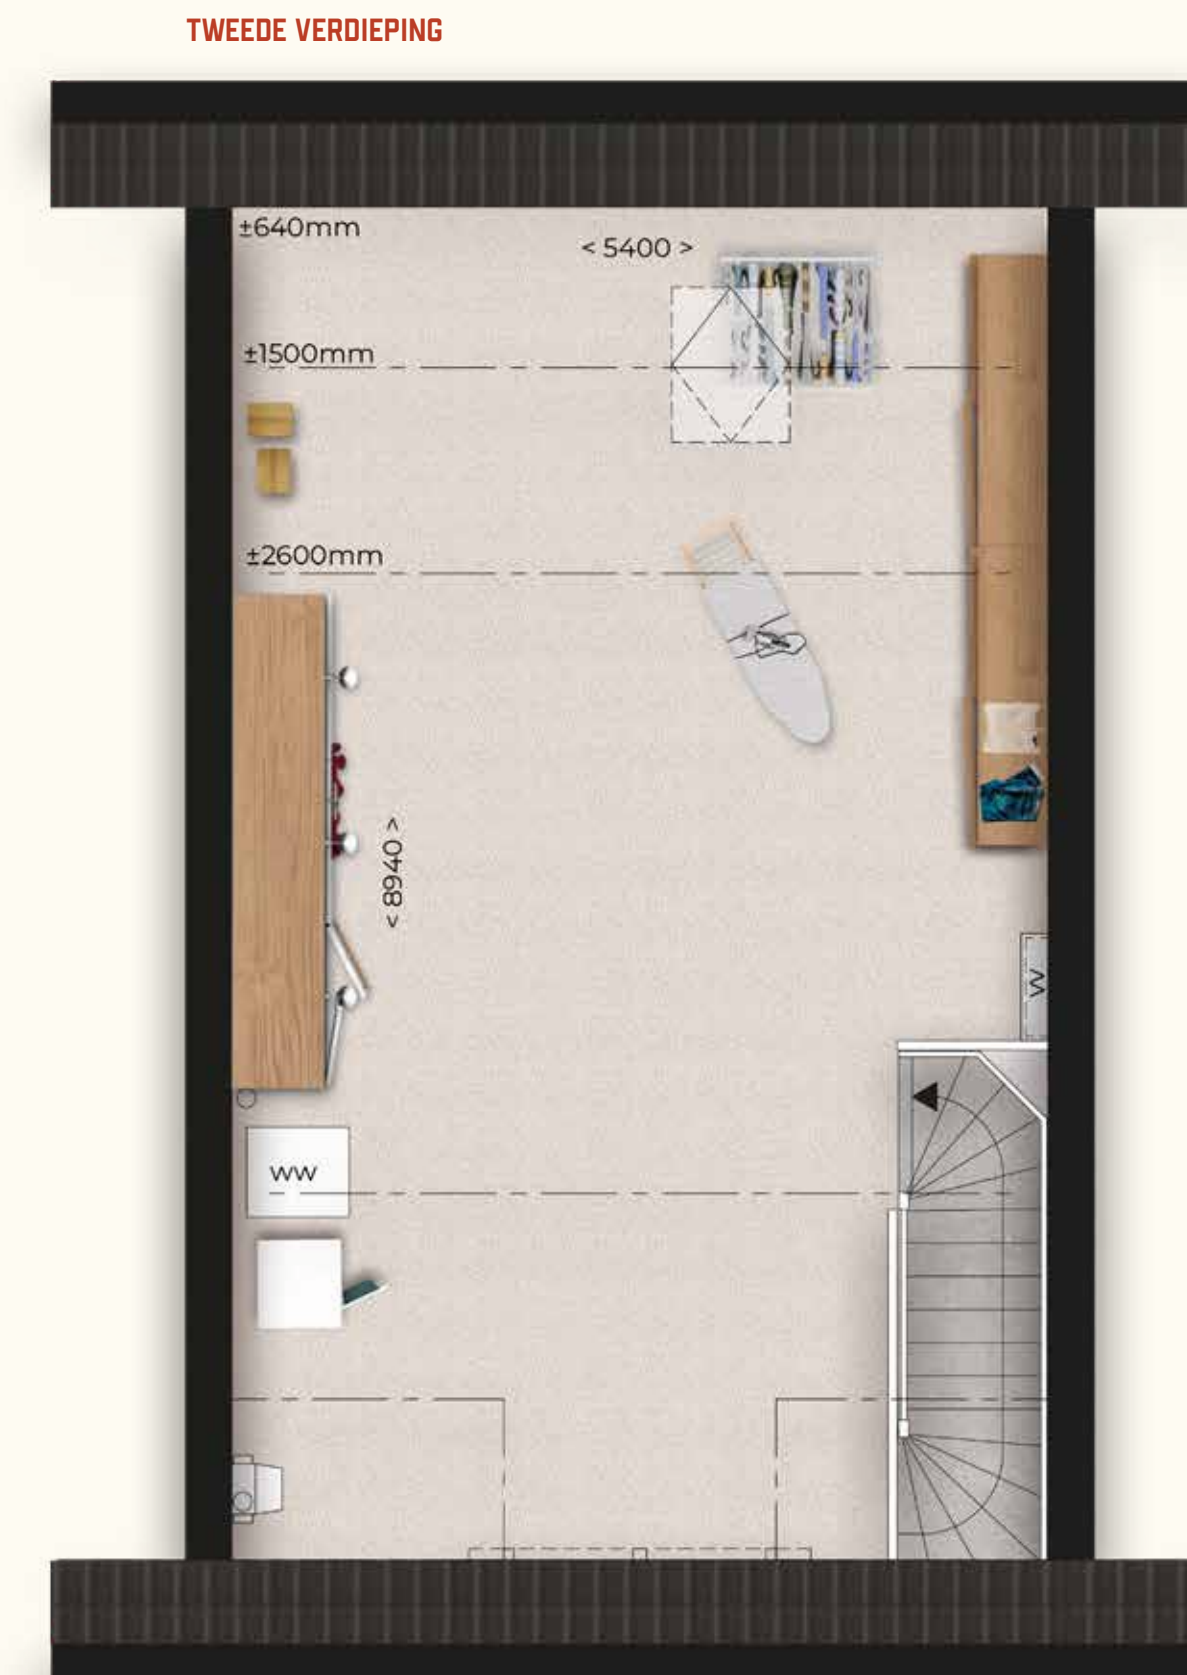 TWEEDE VERDIEPING
±640mm
< 5400 >
±1500mm
±2600mm
< 8940 >
W
WW